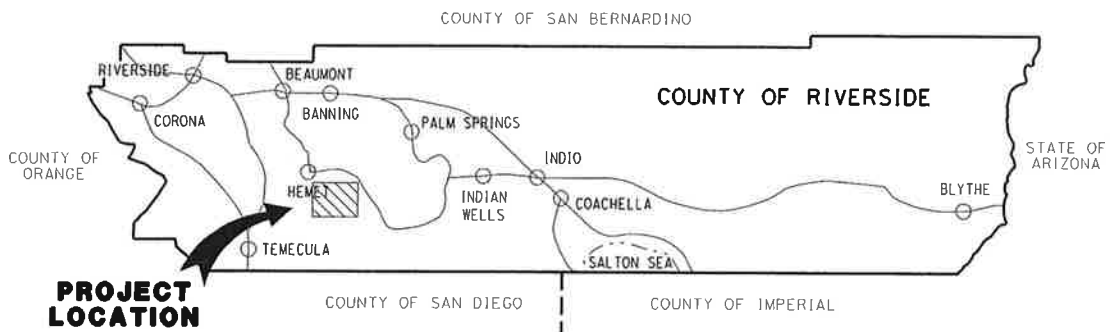 COUNTY OF SAN BERNARDINO
RIVERSIDE
BEAUMONT
COUNTY OF RIVERSIDE
CORONA
BANNING
PALM SPRINGS
COUNTY OF
ORANGE
STATE OF
ARIZONA
INDIO
HEMET
INDIAN
WELLS
COACHELLA
BLYTHE
TEMECULA
SALTON SEA
PROJECT
LOCATION
COUNTY OF SAN DIEGO
COUNTY OF IMPERIAL